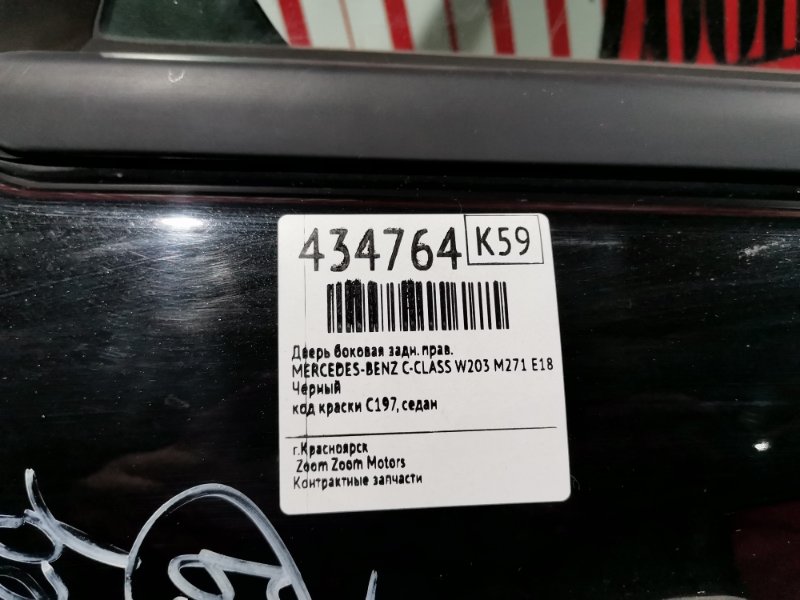 434764 K59
Дверь боковая задн. прав.
MERCEDES-BENZ C-CLASS W203 M271 E18
Черный
код краски C197, седан
г.Красноярск
Zoom Zoom Motors
Контрактные запчасти